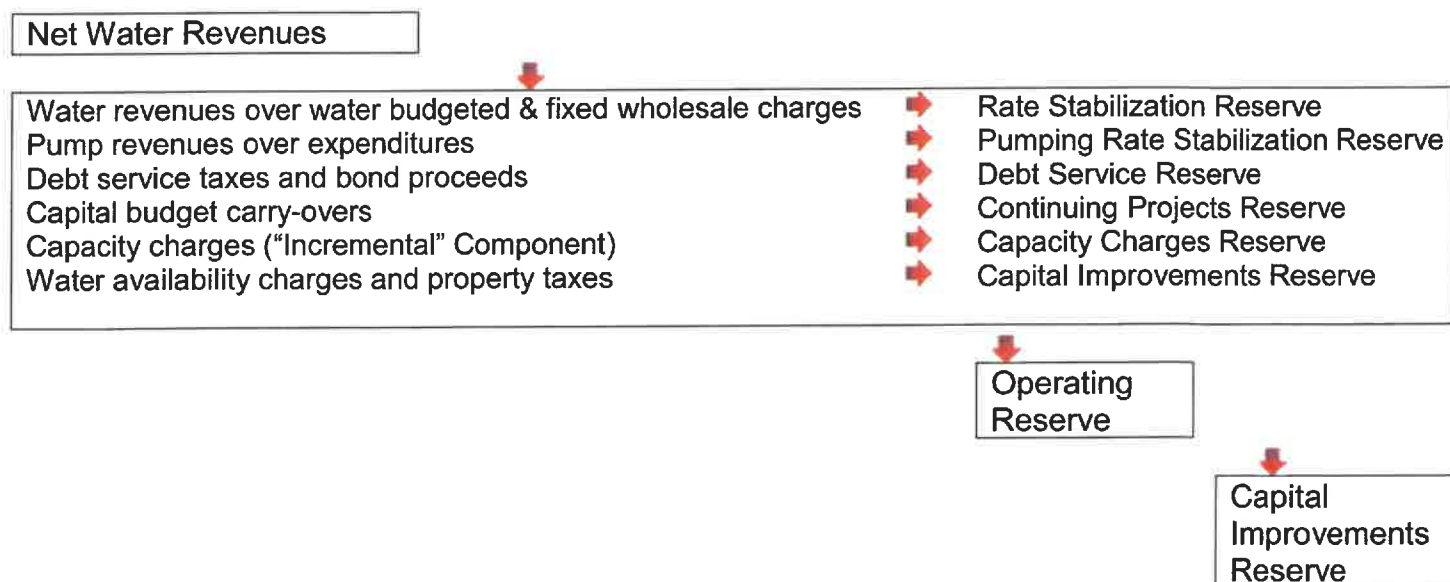 Net Water Revenues
Water revenues over water budgeted & fixed wholesale charges Rate Stabilization Reserve
Pump revenues over expenditures Pumping Rate Stabilization Reserve
Debt service taxes and bond proceeds Debt Service Reserve
Capital budget carry-overs Continuing Projects Reserve
Capacity charges (“Incremental” Component) Capacity Charges Reserve
Water availability charges and property taxes Capital Improvements Reserve
Operating
Reserve
Capital
Improvements
Reserve